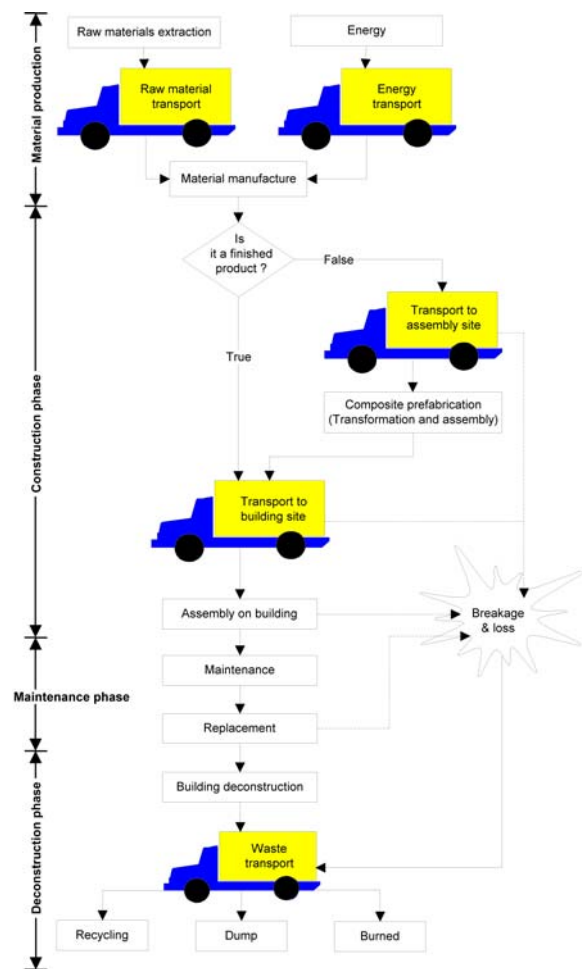 Raw materials extraction
Energy
Raw material
transport
Energy
transport
Material production
Material manufacture
Is
it a finished
product ?
False
Transport to
assembly site
True
Composite prefabrication
(Transformation and assembly)
Construction phase
Transport to
building site
Assembly on building
Breakage
& loss
Maintenance
Maintenance phase
Replacement
Building deconstruction
Deconstruction phase
Waste
transport
Recycling
Dump
Burned